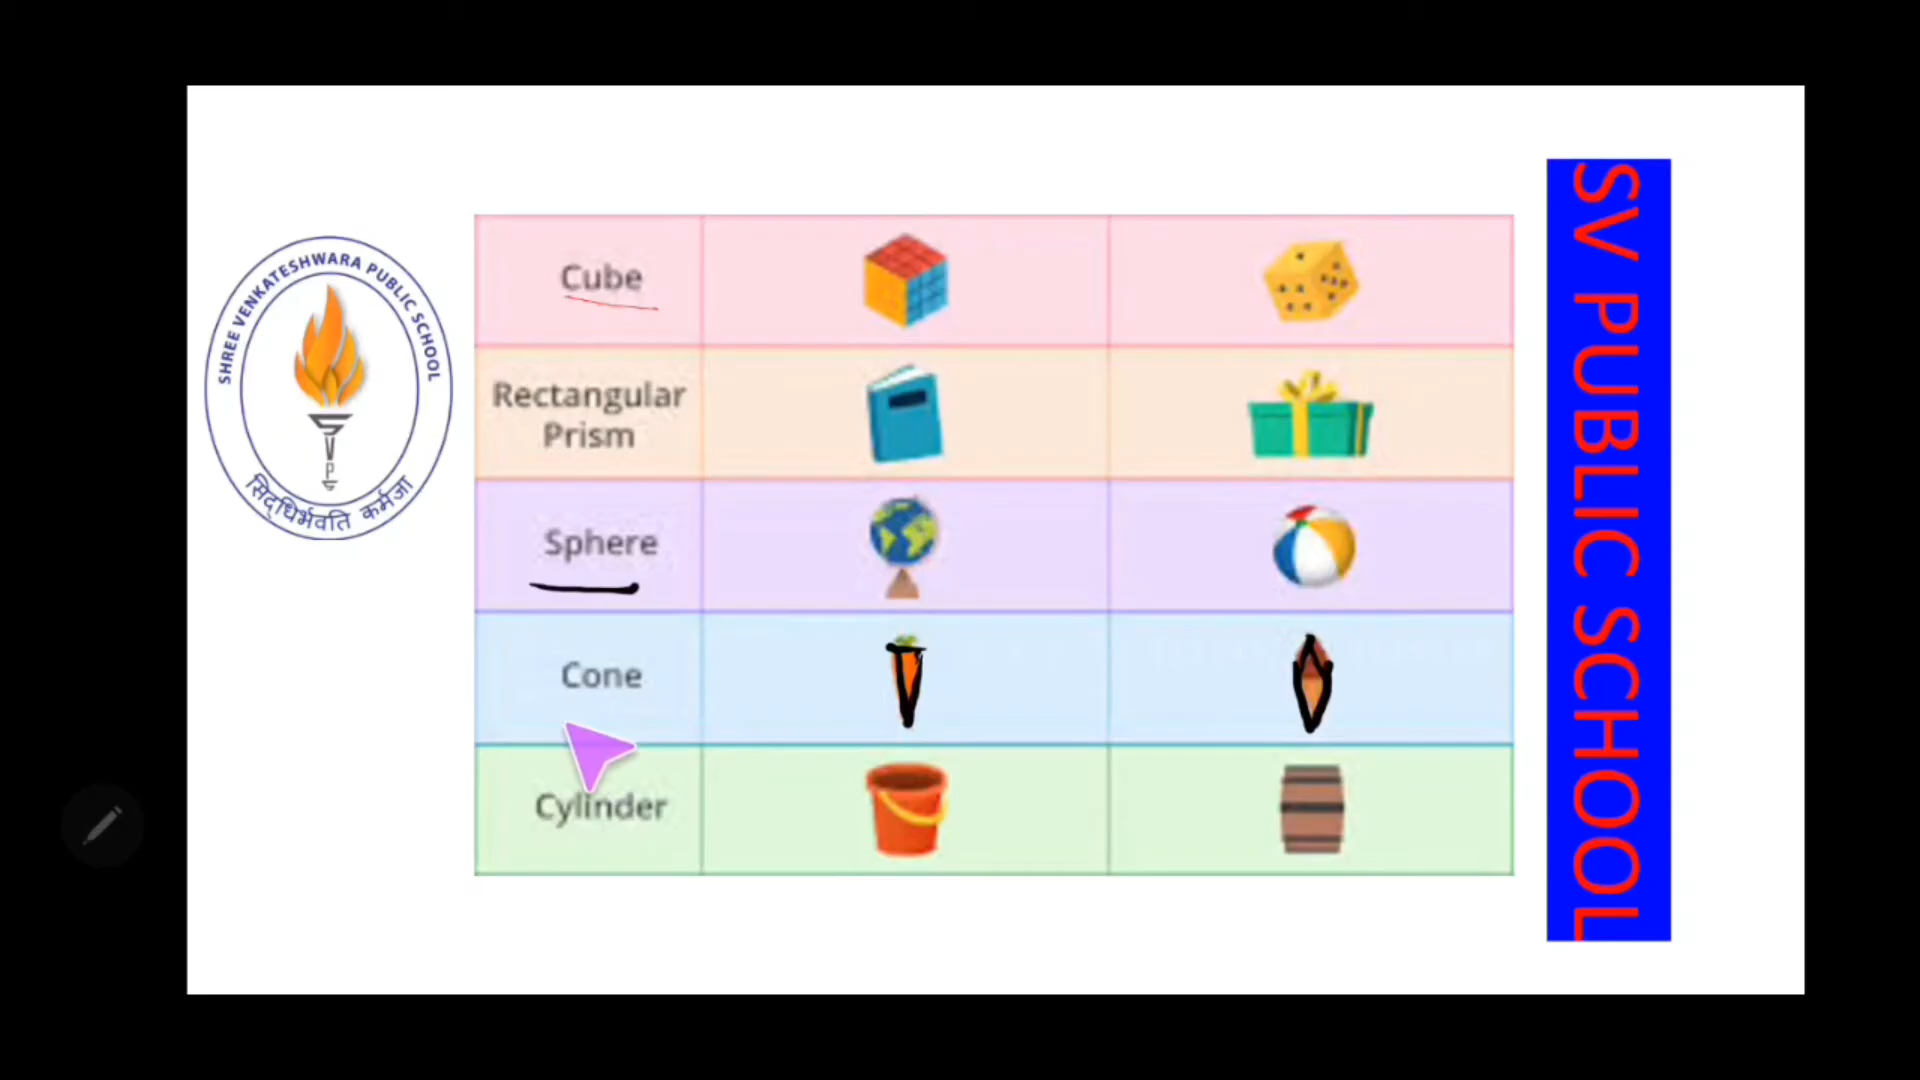 SHREE VENKATESHWARA PUBLIC SCHOOL
S
V
P
S
सिद्धिर्भवति कर्मजा
Cube
Rectangular
Prism
Sphere
Cone
Cylinder
SV PUBLIC SCHOOL